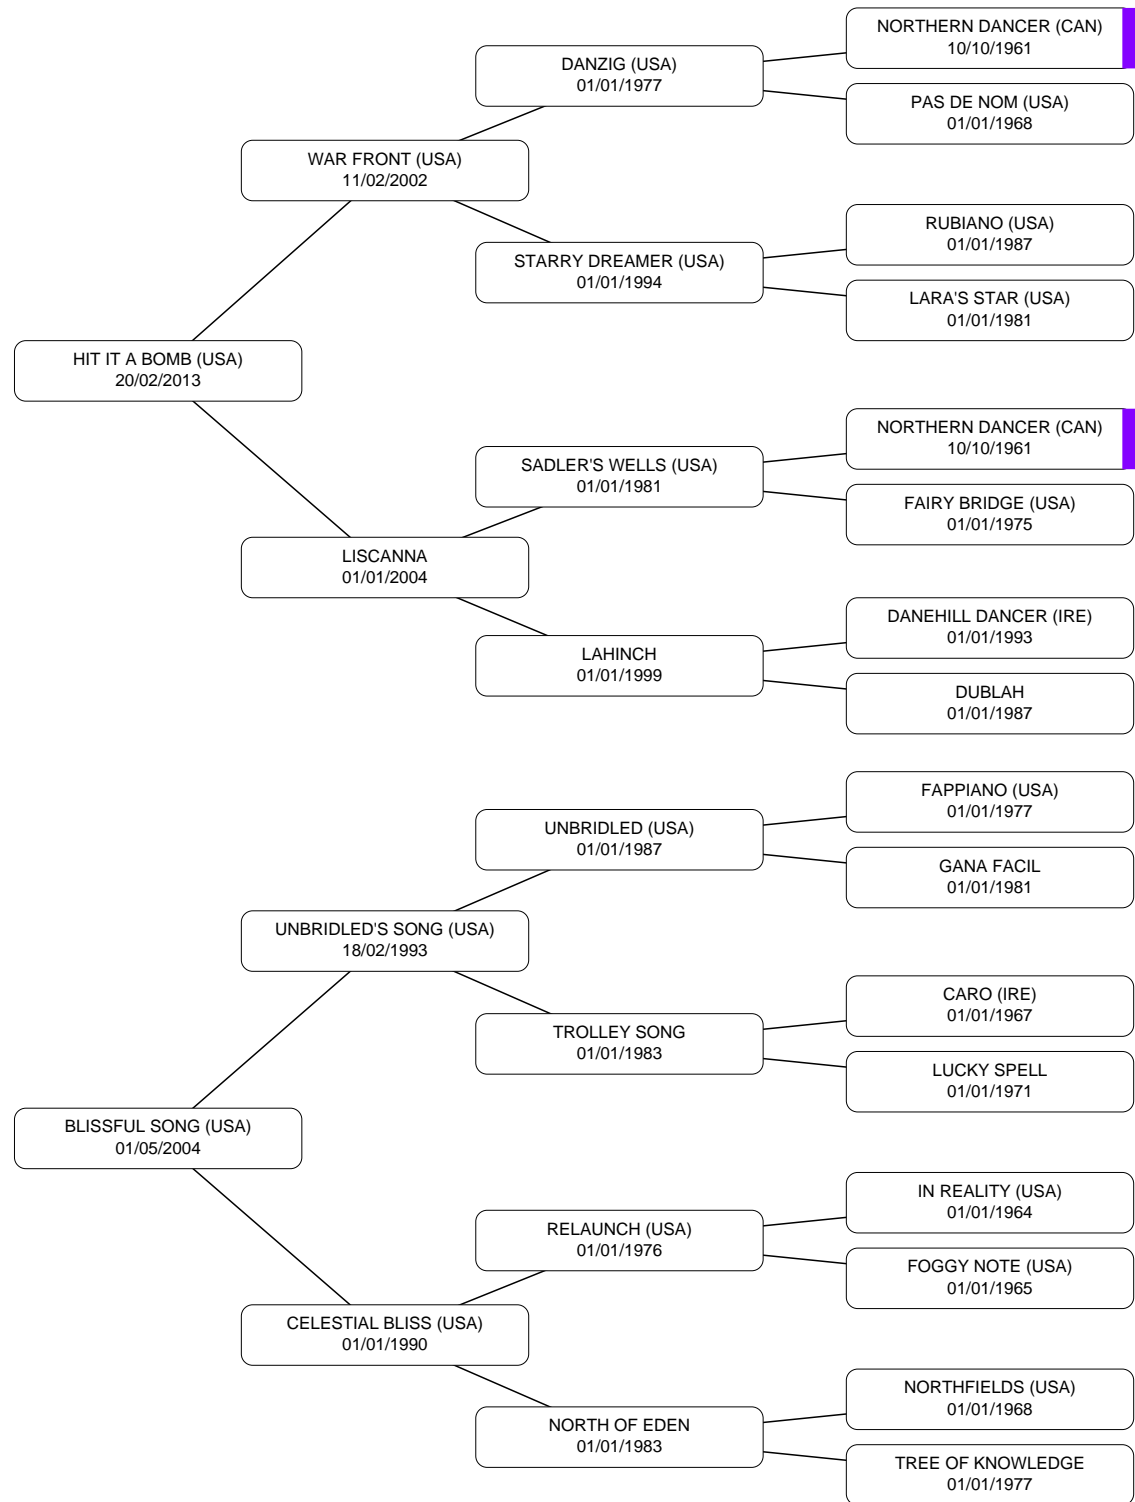 NORTHERN DANCER (CAN)
10/10/1961
DANZIG (USA)
01/01/1977
PAS DE NOM (USA)
01/01/1968
WAR FRONT (USA)
11/02/2002
RUBIANO (USA)
01/01/1987
STARRY DREAMER (USA)
01/01/1994
LARA'S STAR (USA)
01/01/1981
HIT IT A BOMB (USA)
20/02/2013
NORTHERN DANCER (CAN)
10/10/1961
SADLER'S WELLS (USA)
01/01/1981
FAIRY BRIDGE (USA)
01/01/1975
LISCANNA
01/01/2004
DANEHILL DANCER (IRE)
01/01/1993
LAHINCH
01/01/1999
DUBLAH
01/01/1987
FAPPIANO (USA)
01/01/1977
UNBRIDLED (USA)
01/01/1987
GANA FACIL
01/01/1981
UNBRIDLED'S SONG (USA)
18/02/1993
CARO (IRE)
01/01/1967
TROLLEY SONG
01/01/1983
LUCKY SPELL
01/01/1971
BLISSFUL SONG (USA)
01/05/2004
IN REALITY (USA)
01/01/1964
RELAUNCH (USA)
01/01/1976
FOGGY NOTE (USA)
01/01/1965
CELESTIAL BLISS (USA)
01/01/1990
NORTHFIELDS (USA)
01/01/1968
NORTH OF EDEN
01/01/1983
TREE OF KNOWLEDGE
01/01/1977